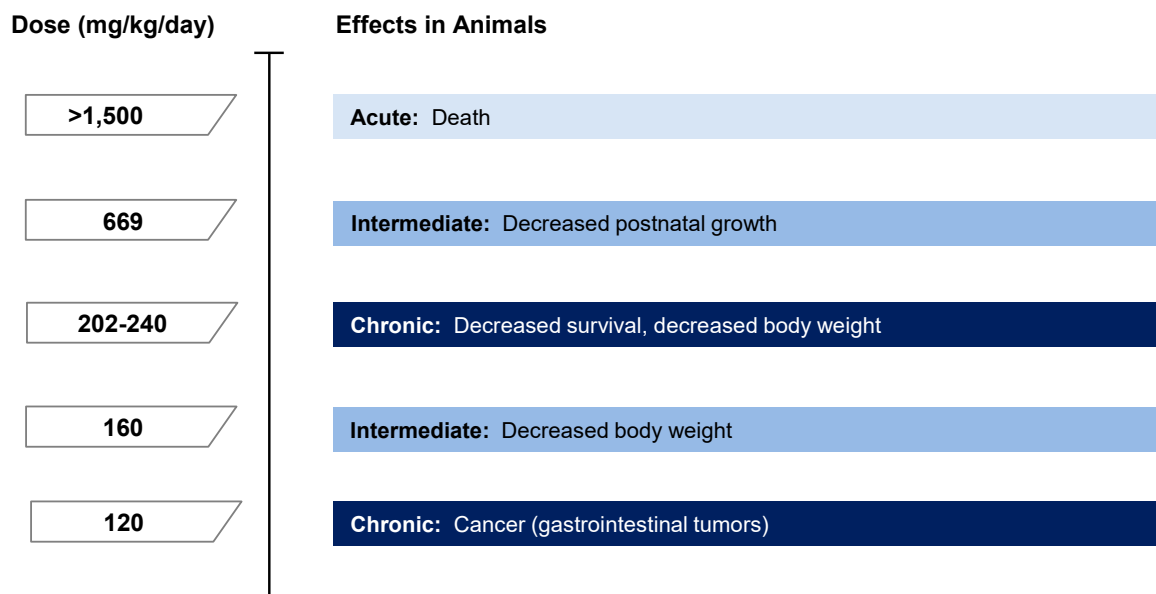 Dose (mg/kg/day) Effects in Animals
>1,500 Acute: Death
669 Intermediate: Decreased postnatal growth
202-240 Chronic: Decreased survival, decreased body weight
160 Intermediate: Decreased body weight
120 Chronic: Cancer (gastrointestinal tumors)